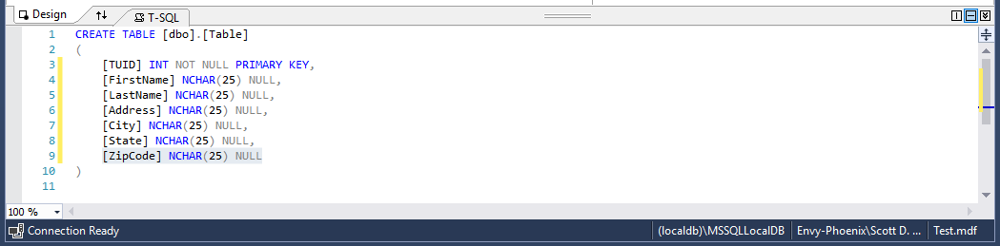 Design T-SQL
1 CREATE TABLE [dbo].[Table]
2 (
3 [TUID] INT NOT NULL PRIMARY KEY,
4 [FirstName] NCHAR(25) NULL,
5 [LastName] NCHAR(25) NULL,
6 [Address] NCHAR(25) NULL,
7 [City] NCHAR(25) NULL,
8 [State] NCHAR(25) NULL,
9 [ZipCode] NCHAR(25) NULL
10 )
11
100 %
Connection Ready (localdb)\MSSQLLocalDB Envy-Phoenix\Scott D. ... Test.mdf